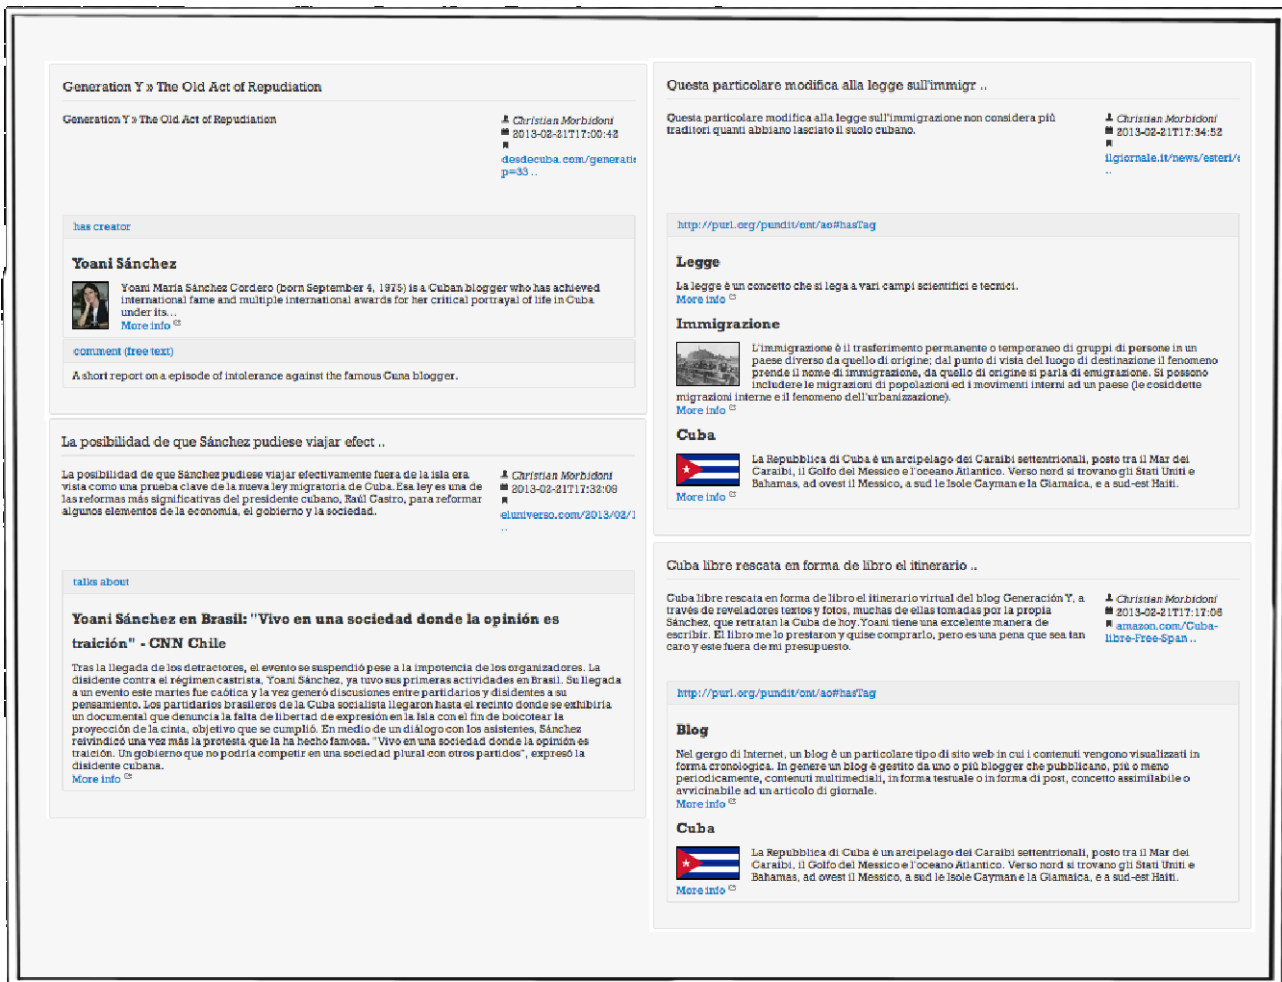 Generation Y » The Old Act of Repudiation
Generation Y » The Old Act of Repudiation
Christian Morbidoni
2013-02-21T17:00:42
desdecuba.com/generatio
p=33 ..
has creator
Yoani Sánchez
Yoani María Sánchez Cordero (born September 4, 1975) is a Cuban blogger who has achieved
international fame and multiple international awards for her critical portrayal of life in Cuba
under its...
More info
comment (free text)
A short report on a episode of intolerance against the famous Cuna blogger.
La posibilidad de que Sánchez pudiese viajar efect ..
La posibilidad de que Sánchez pudiese viajar efectivamente fuera de la isla era
vista como una prueba clave de la nueva ley migratoria de Cuba. Esa ley es una de
las reformas más significativas del presidente cubano, Raúl Castro, para reformar
algunos elementos de la economía, el gobierno y la sociedad.
Christian Morbidoni
2013-02-21T17:32:09
eluniverso.com/2013/02/1
..
talks about
Yoani Sánchez en Brasil: "Vivo en una sociedad donde la opinión es
traición" - CNN Chile
Tras la llegada de los detractores, el evento se suspendió pese a la impotencia de los organizadores. La
disidente contra el régimen castrista, Yoani Sánchez, ya tuvo sus primeras actividades en Brasil. Su llegada
a un evento este martes fue caótica y la vez generó discusiones entre partidarios y disidentes a su
pensamiento. Los partidarios brasileros de la Cuba socialista llegaron hasta el recinto donde se exhibiría
un documental que denuncia la falta de libertad de expresión en la Isla con el fin de boicotear la
proyección de la cinta, objetivo que se cumplió. En medio de un diálogo con los asistentes, Sánchez
reivindicó una vez más la protesta que la ha hecho famosa. "Vivo en una sociedad donde la opinión es
traición. Un gobierno que no podría competir en una sociedad plural con otros partidos", expresó la
disidente cubana.
More info
Questa particolare modifica alla legge sull'immigr ..
Questa particolare modifica alla legge sull'immigrazione non considera più
traditori quanti abbiano lasciato il suolo cubano.
Christian Morbidoni
2013-02-21T17:34:52
ilgiornale.it/news/esteri/c
..
http://purl.org/pundit/ont/ao#hasTag
Legge
La legge è un concetto che si lega a vari campi scientifici e tecnici.
More info
Immigrazione
L'immigrazione è il trasferimento permanente o temporaneo di gruppi di persone in un
paese diverso da quello di origine; dal punto di vista del luogo di destinazione il fenomeno
prende il nome di immigrazione, da quello di origine si parla di emigrazione. Si possono
includere le migrazioni di popolazioni ed i movimenti interni ad un paese (le cosiddette
migrazioni interne e il fenomeno dell'urbanizzazione).
More info
Cuba
La Repubblica di Cuba è un arcipelago dei Caraibi settentrionali, posto tra il Mar dei
Caraibi, il Golfo del Messico e l'oceano Atlantico. Verso nord si trovano gli Stati Uniti e
Bahamas, ad ovest il Messico, a sud le Isole Cayman e la Giamaica, e a sud-est Haiti.
More info
Cuba libre rescata en forma de libro el itinerario ..
Cuba libre rescata en forma de libro el itinerario virtual del blog Generación Y, a
través de reveladores textos y fotos, muchas de ellas tomadas por la propia
Sánchez, que retratan la Cuba de hoy. Yoani tiene una excelente manera de
escribir. El libro me lo prestaron y quise comprarlo, pero es una pena que sea tan
caro y este fuera de mi presupuesto.
Christian Morbidoni
2013-02-21T17:17:06
amazon.com/Cuba-
libre-Free-Span ..
http://purl.org/pundit/ont/ao#hasTag
Blog
Nel gergo di Internet, un blog è un particolare tipo di sito web in cui i contenuti vengono visualizzati in
forma cronologica. In genere un blog è gestito da uno o più blogger che pubblicano, più o meno
periodicamente, contenuti multimediali, in forma testuale o in forma di post, concetto assimilabile o
avvicinabile ad un articolo di giornale.
More info
Cuba
La Repubblica di Cuba è un arcipelago dei Caraibi settentrionali, posto tra il Mar dei
Caraibi, il Golfo del Messico e l'oceano Atlantico. Verso nord si trovano gli Stati Uniti e
Bahamas, ad ovest il Messico, a sud le Isole Cayman e la Giamaica, e a sud-est Haiti.
More info